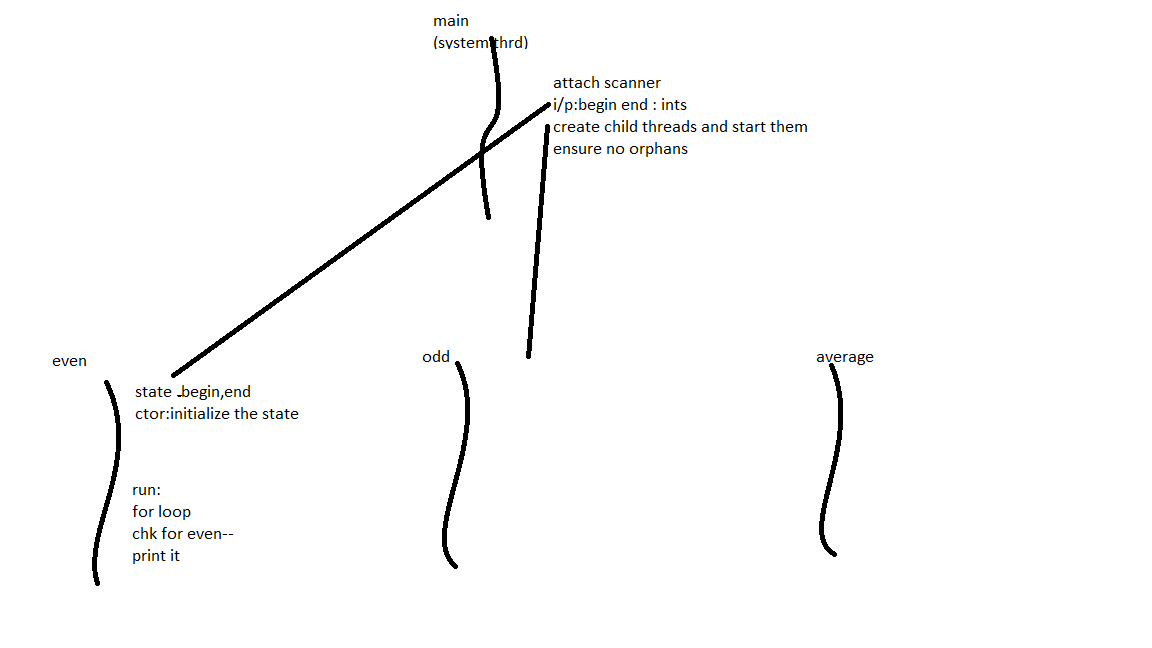 main
(system thrd)
attach scanner
i/p:begin end : ints
create child threads and start them
ensure no orphans
even
state -begin,end
ctor:initialize the state
run:
for loop
chk for even--
print it
odd
average